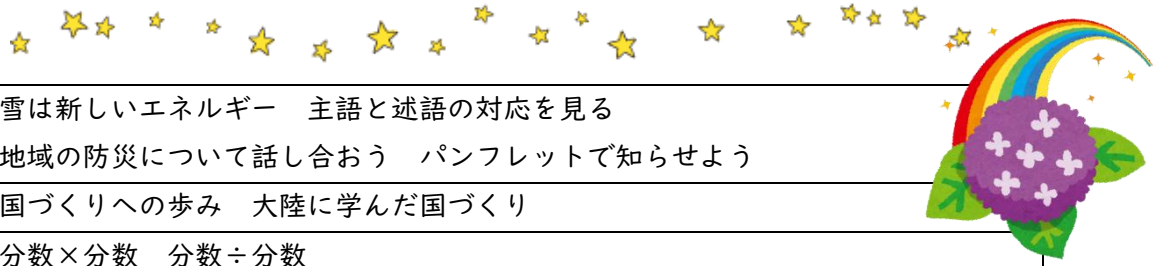 雪は新しいエネルギー　主語と述語の対応を見る
地域の防災について話し合おう　パンフレットで知らせよう
国づくりへの歩み　大陸に学んだ国づくり
分数×分数　分数÷分数